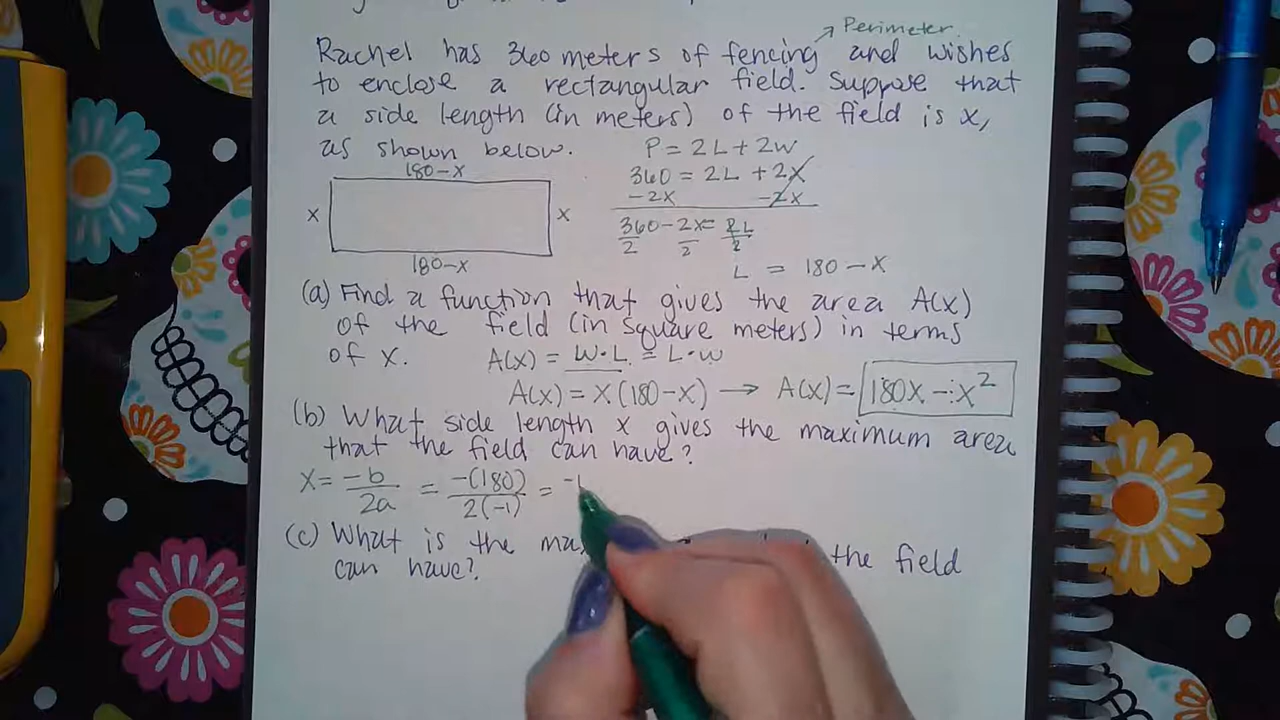 → Perimeter.
Rachel has 360 meters of fencing and wishes
to enclose a rectangular field. Suppose that
a side length (in meters) of the field is x,
as shown below.
P = 2L + 2W
180 - x
360 = 2L + 2X
-2X -2X
x
x
360 - 2X = 2L
2 2 2
180 - x
L = 180 - X
(a) Find a function that gives the area A(x)
of the field (in square meters) in terms
of x.
A(X) = W·L = L·W
A(X) = X(180-X) → A(X) = 180X - X²
(b) What side length x gives the maximum area
that the field can have?
X = -b/2a = -(180)/2(-1) = -1
(c) What is the the field
can have?